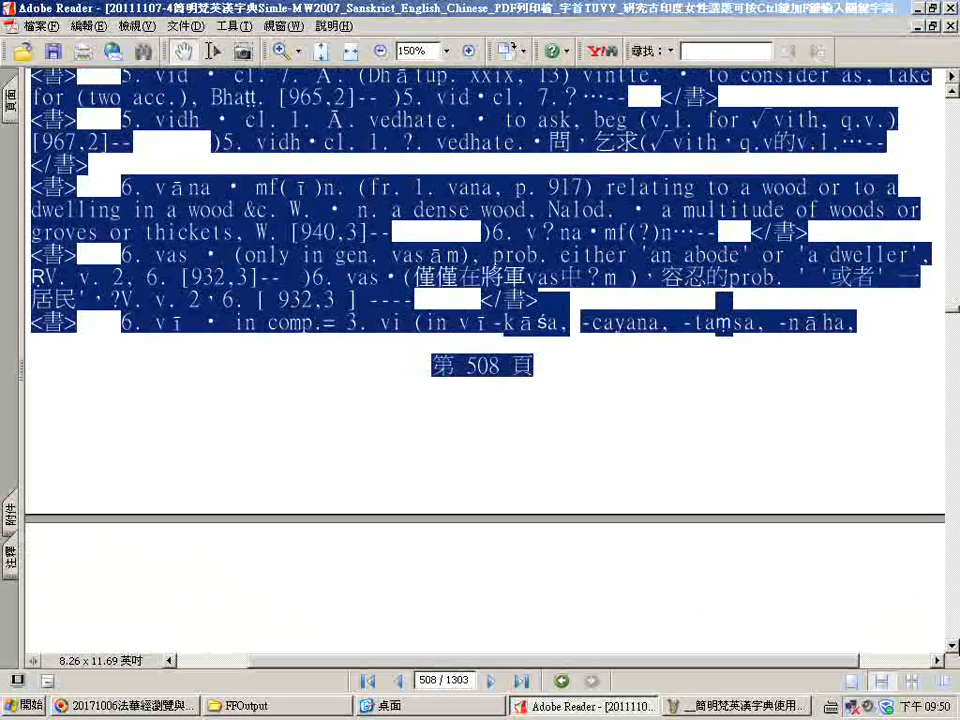 Adobe Reader - [20111107-4簡明梵英漢字典Simle-MW2007_Sanskrict_English_Chinese_PDF列印檔_字首TUVY_研究古印度女性議題可按Ctrl鍵加F鍵輸入關鍵字詞
檔案(F) 編輯(E) 檢視(V) 文件(D) 工具(T) 視窗(W) 說明(H)
150% Y! 尋找：
頁面
<書> 5. vid • cl. 7. A. (Dhātup. xxix, 13) vintte. • to consider as, take
for (two acc.), Bhaṭṭ. [965,2]-- )5. vid•cl. 7.？…-- </書>
<書> 5. vidh • cl. 1. Ā. vedhate. • to ask, beg (v.l. for √vith, q.v.)
[967,2]-- )5. vidh•cl. 1. ?. vedhate.•問，乞求(√vith，q.v的v.l.…--
</書>
<書> 6. vāna • mf(ī)n. (fr. 1. vana, p. 917) relating to a wood or to a
dwelling in a wood &c. W. • n. a dense wood, Nalod. • a multitude of woods or
groves or thickets, W. [940,3]-- )6. v?na•mf(?)n…-- </書>
<書> 6. vas • (only in gen. vasām), prob. either 'an abode' or 'a dweller',
RV. v. 2, 6. [932,3]-- )6. vas•(僅僅在將軍vas中？m )，容忍的prob. ' '或者' 一
居民'，?V. v. 2，6. [ 932,3 ] ---- </書>
<書> 6. vī • in comp.= 3. vi (in vī-kāśa, -cayana, -taṃsa, -nāha,
第 508 頁
附件
注釋
8.26 x 11.69 英吋
508 / 1303
開始 20171006法華經瀏覽與... FFOutput 桌面 Adobe Reader - [2011110... __簡明梵英漢字典使用... 下午 09:50